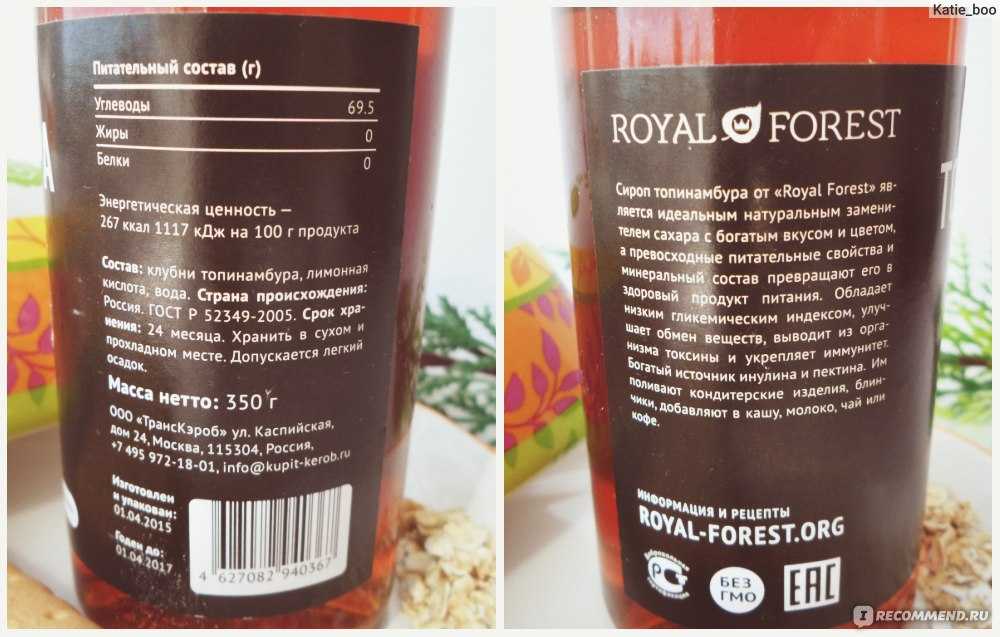 Katie_boo
А
Питательный состав (г)
Углеводы 69.5
Жиры 0
Белки 0
Энергетическая ценность —
267 ккал 1117 кДж на 100 г продукта
Состав: клубни топинамбура, лимонная
кислота, вода. Страна происхождения:
Россия. ГОСТ Р 52349-2005. Срок хра-
нения: 24 месяца. Хранить в сухом и
прохладном месте. Допускается легкий
осадок.
Масса нетто: 350 г
ООО «ТрансКэроб» ул. Каспийская,
дом 24, Москва, 115304, Россия,
+7 495 972-18-01, info@kupit-kerob.ru
Изготовлен
и упакован:
01.04.2015
Годен до:
01.04.2017
4 627082 940367
ROYAL FOREST
Сироп топинамбура от «Royal Forest» яв-
ляется идеальным натуральным замени-
телем сахара с богатым вкусом и цветом,
а превосходные питательные свойства и
минеральный состав превращают его в
здоровый продукт питания. Обладает
низким гликемическим индексом, улуч-
шает обмен веществ, выводит из орга-
низма токсины и укрепляет иммунитет.
Богатый источник инулина и пектина. Им
поливают кондитерские изделия, блин-
чики, добавляют в кашу, молоко, чай или
кофе.
Т
ИНФОРМАЦИЯ И РЕЦЕПТЫ
ROYAL-FOREST.ORG
Добровольная
сертификация
БЕЗ
ГМО
EAC
I RECOMMEND.RU